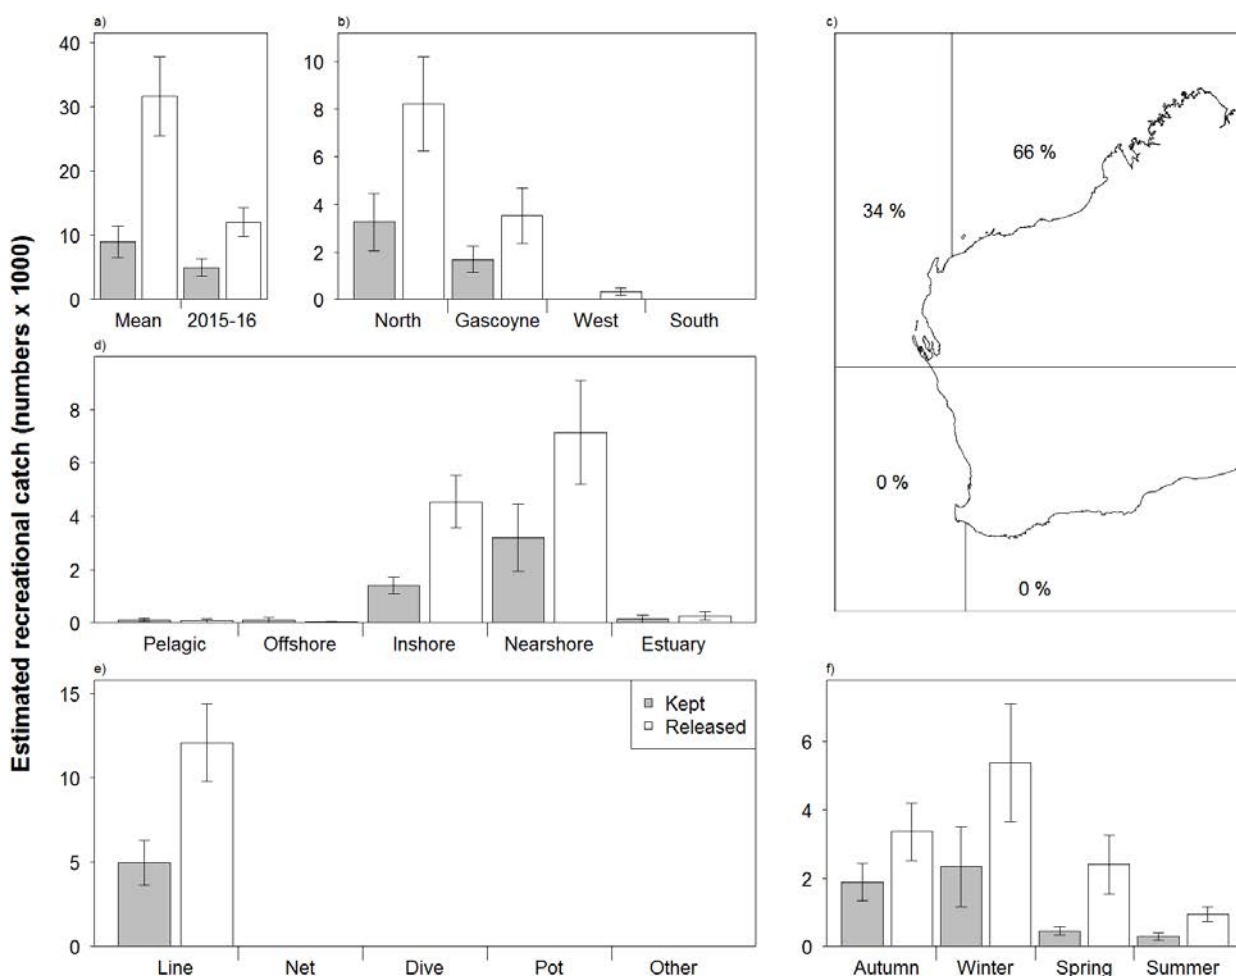 a)
40
30
20
10
0
Mean 2015-16
b)
10
8
6
4
2
0
North Gascoyne West South
c)
66 %
34 %
0 %
0 %
Estimated recreational catch (numbers x 1000)
d)
8
6
4
2
0
Pelagic Offshore Inshore Nearshore Estuary
e)
15
10
5
0
Kept
Released
Line Net Dive Pot Other
f)
6
4
2
0
Autumn Winter Spring Summer